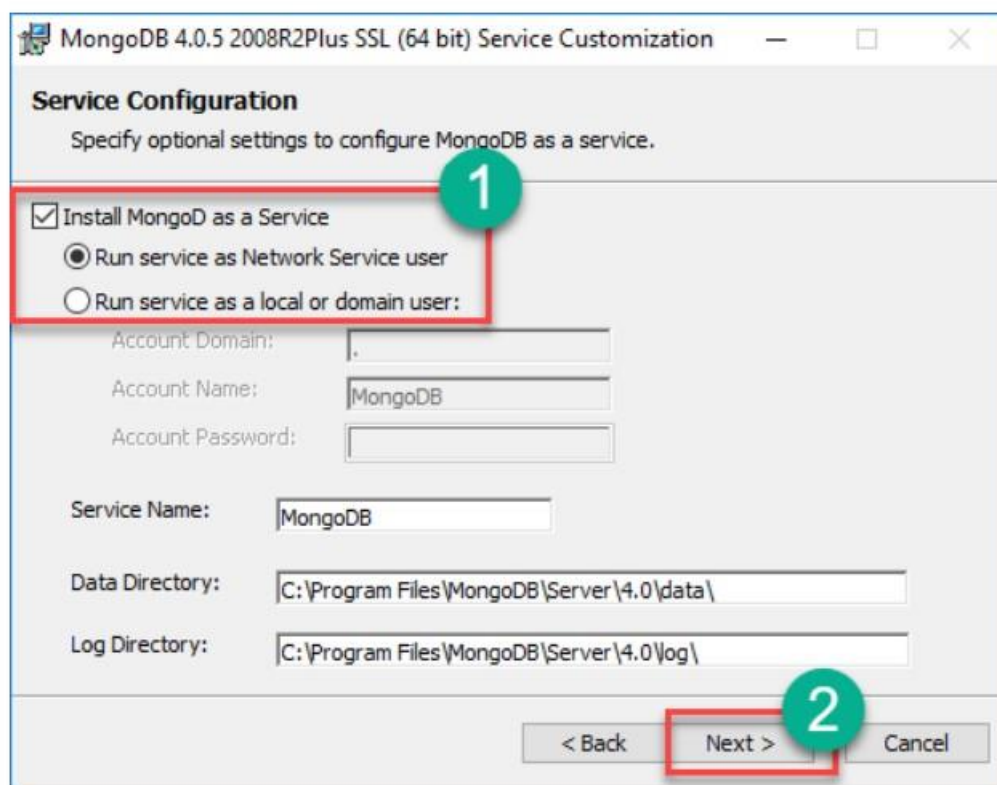 MongoDB 4.0.5 2008R2Plus SSL (64 bit) Service Customization
Service Configuration
Specify optional settings to configure MongoDB as a service.
1
Install MongoD as a Service
Run service as Network Service user
Run service as a local or domain user:
Account Domain: .
Account Name: MongoDB
Account Password:
Service Name: MongoDB
Data Directory: C:\Program Files\MongoDB\Server\4.0\data\
Log Directory: C:\Program Files\MongoDB\Server\4.0\log\
2
< Back Next > Cancel